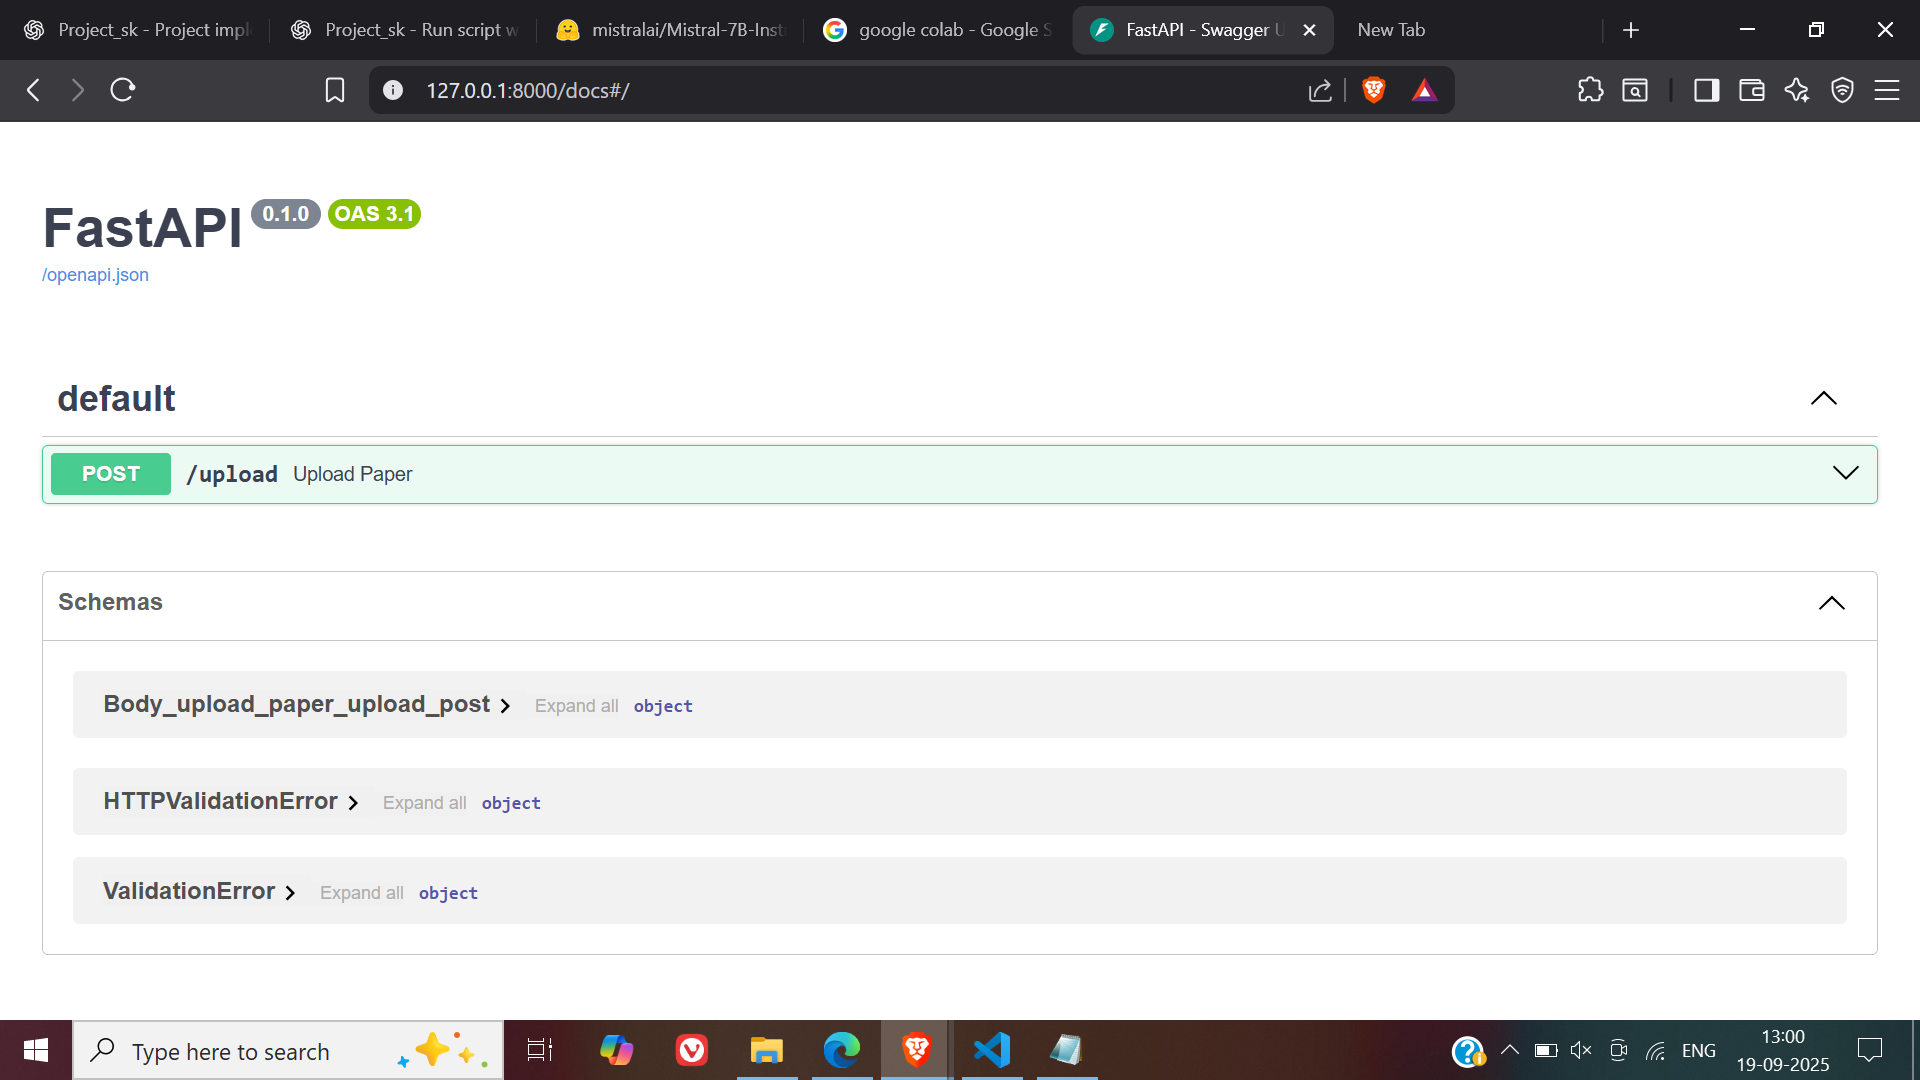 Project_sk - Project impl
Project_sk - Run script w
mistralai/Mistral-7B-Inst
google colab - Google S
FastAPI - Swagger U
New Tab
127.0.0.1:8000/docs#/
FastAPI 0.1.0 OAS 3.1
/openapi.json
default
POST /upload Upload Paper
Schemas
Body_upload_paper_upload_post Expand all object
HTTPValidationError Expand all object
ValidationError Expand all object
Type here to search
ENG
13:00
19-09-2025